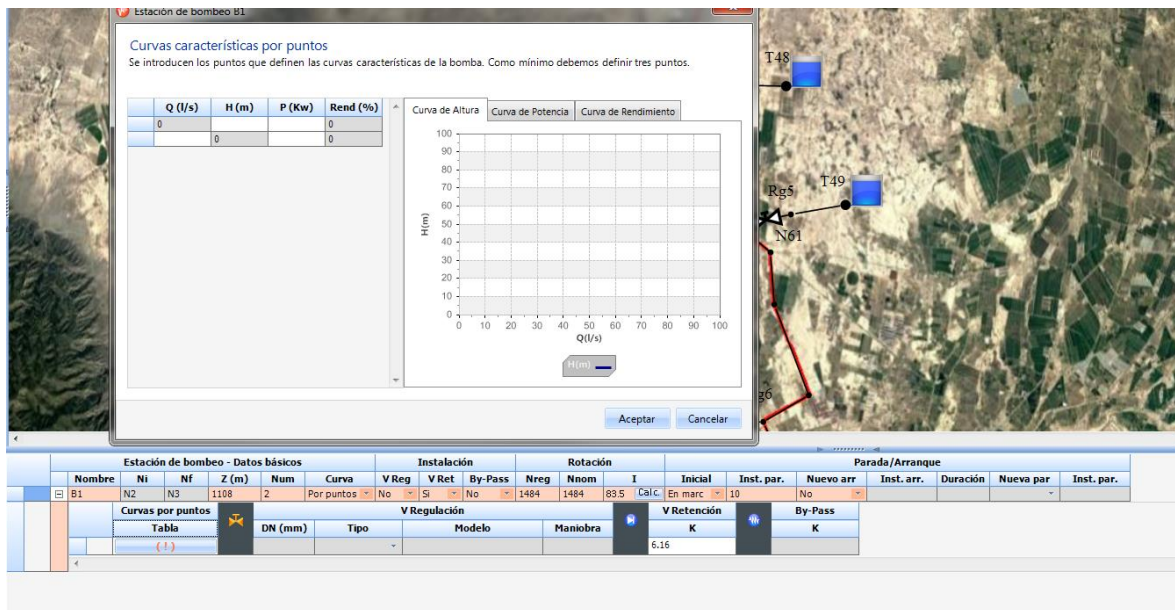 Estación de bombeo B1
Curvas características por puntos
Se introducen los puntos que definen las curvas características de la bomba. Como mínimo debemos definir tres puntos.
Q (l/s) H (m) P (Kw) Rend (%)
0 0
0 0
Curva de Altura Curva de Potencia Curva de Rendimiento
100
90
80
70
60
50
40
30
20
10
0
H(m)
0 10 20 30 40 50 60 70 80 90 100
Q(l/s)
H(m)
Aceptar Cancelar
T48
T49
Rg5
N61
Estación de bombeo - Datos básicos Instalación Rotación Parada/Arranque
Nombre Ni Nf Z (m) Num Curva V Reg V Ret By-Pass Nreg Nnom I Inicial Inst. par. Nuevo arr Inst. arr. Duración Nueva par Inst. par.
B1 N2 N3 1108 2 Por puntos No Si No 1484 1484 83.5 Calc. En marc 10 No
Curvas por puntos V Regulación V Retención By-Pass
Tabla DN (mm) Tipo Modelo Maniobra K K
( ! ) 6.16